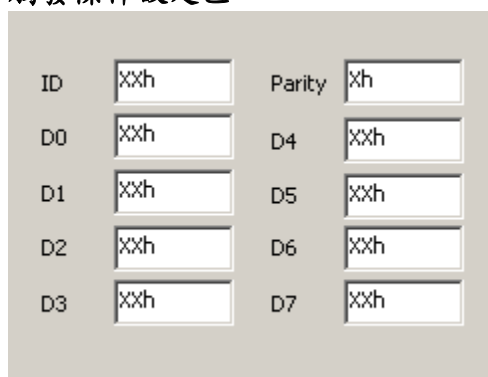 ID XXh Parity Xh
D0 XXh D4 XXh
D1 XXh D5 XXh
D2 XXh D6 XXh
D3 XXh D7 XXh